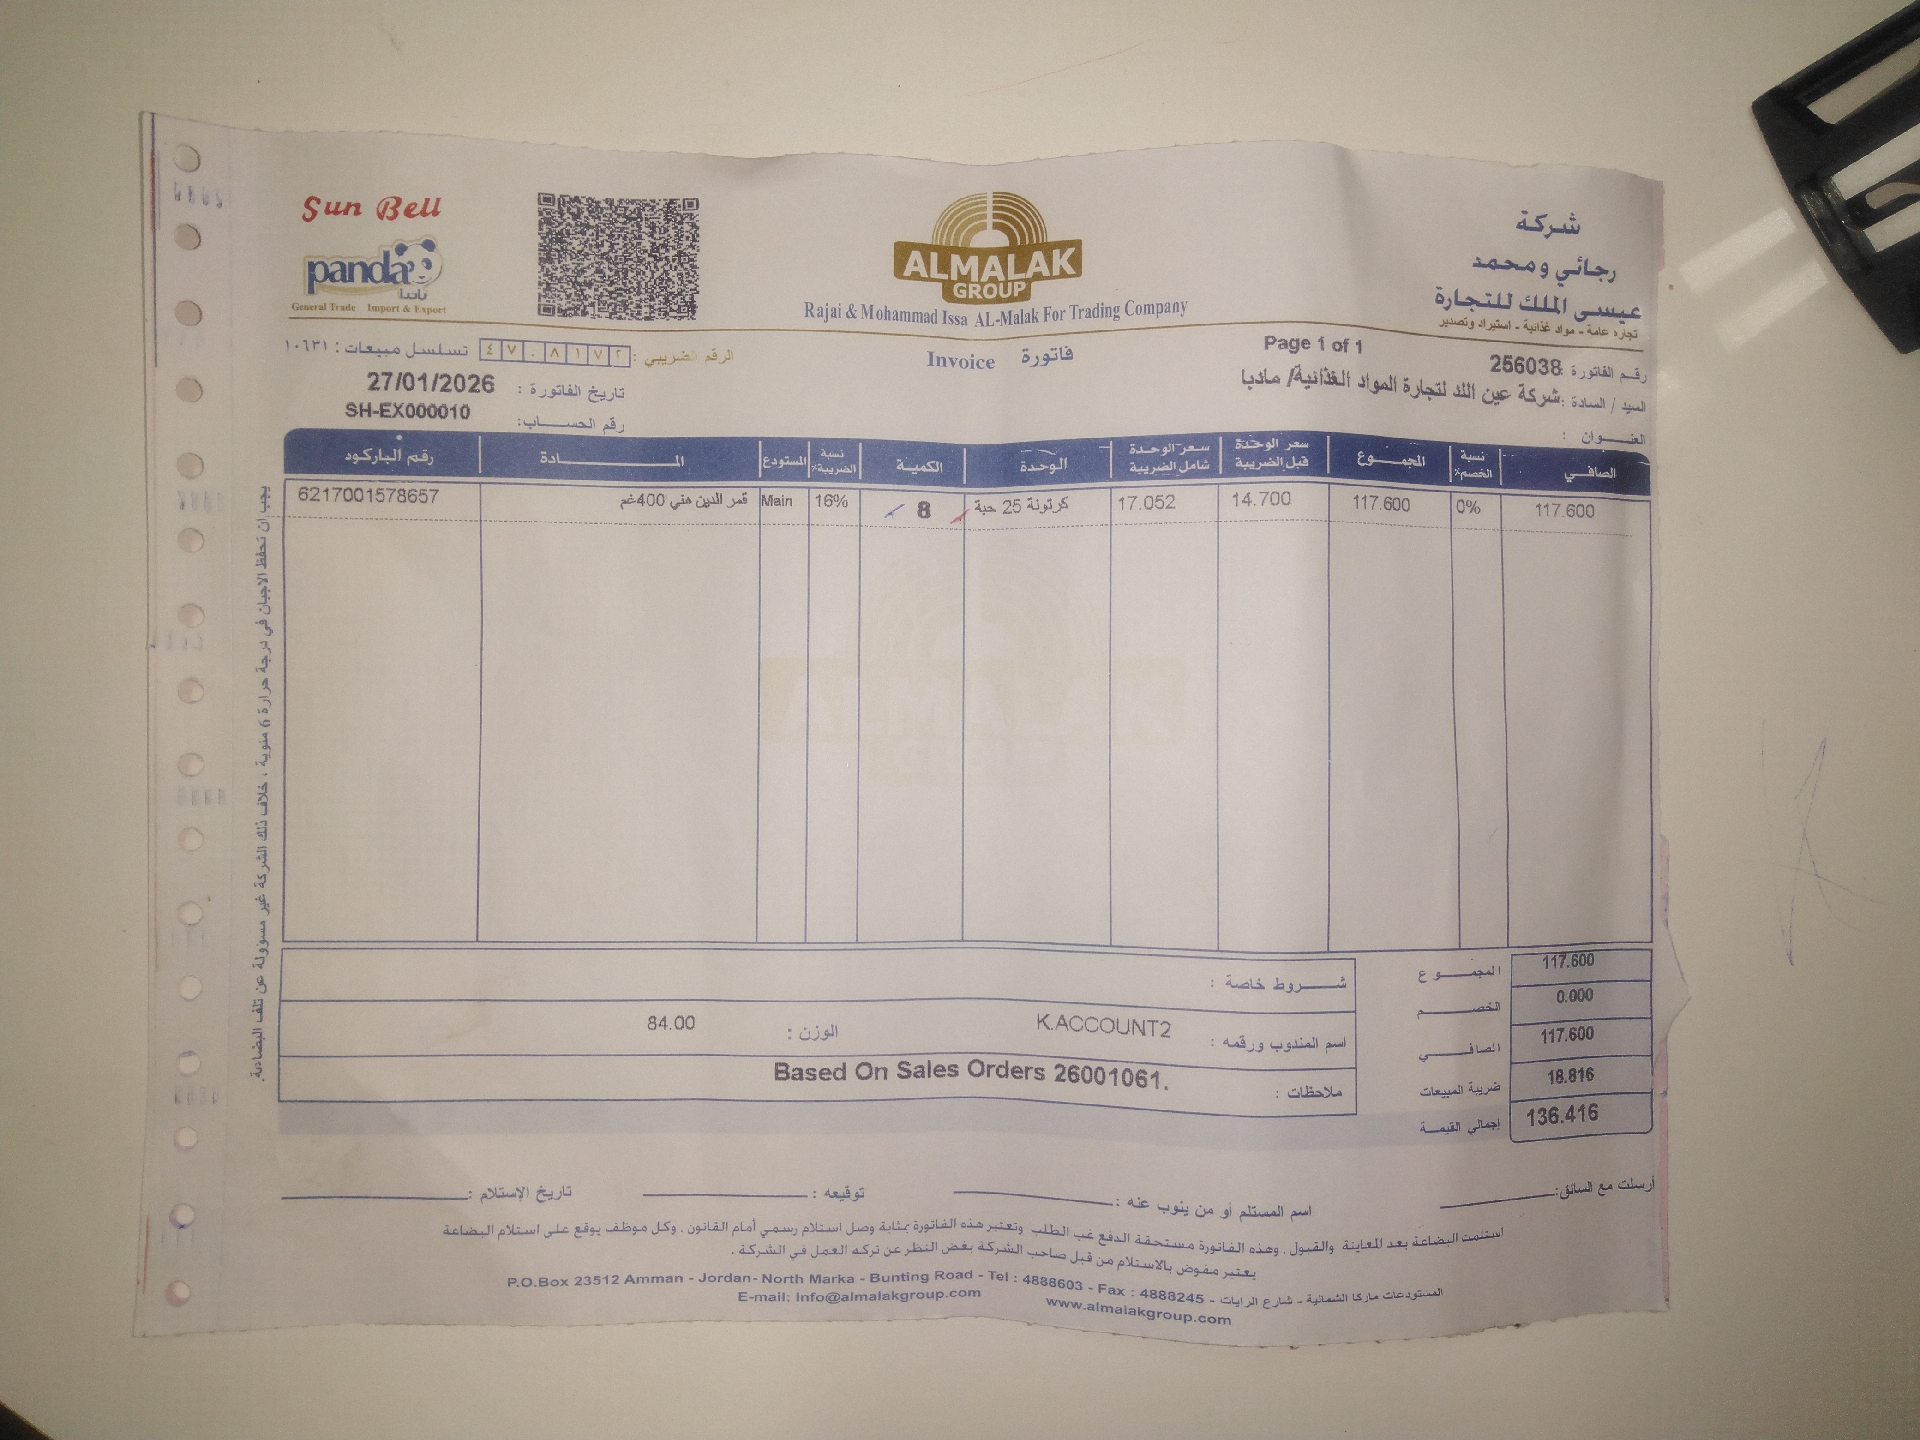 Sun Bell
panda
باندا
General Trade Import & Export
ALMALAK
GROUP
Rajai & Mohammad Issa AL-Malak For Trading Company
شركة
رجائي ومحمد
عيسى الملك للتجارة
تجارة عامة - مواد غذائية - استيراد وتصدير
الرقم الضريبي: ٤٧٠٨١٧٢ تسلسل مبيعات: ١٠٦٣١
Invoice فاتورة
Page 1 of 1
رقم الفاتورة: 256038
تاريخ الفاتورة : 27/01/2026
السيد / السادة : شركة عين اللد لتجارة المواد الغذائية/ مادبا
رقم الحساب: SH-EX000010
العنوان :
رقم الباركود المادة المستودع نسبة الضريبة% الكمية الوحدة سعر الوحدة شامل الضريبة سعر الوحدة قبل الضريبة المجموع نسبة الخصم% الصافي
6217001578657 قمر الدين هني 400غم Main 16% 8 كرتونة 25 حبة 17.052 14.700 117.600 0% 117.600
يجب ان تحفظ الاجبان في درجة حرارة 6 مئوية ، خلاف ذلك الشركة غير مسؤولة عن تلف البضاعة.
شروط خاصة :
اسم المندوب ورقمه : K.ACCOUNT2 الوزن : 84.00
ملاحظات : Based On Sales Orders 26001061.
المجموع 117.600
الخصم 0.000
الصافي 117.600
ضريبة المبيعات 18.816
إجمالي القيمة 136.416
أرسلت مع السائق: اسم المستلم أو من ينوب عنه : توقيعه : تاريخ الإستلام :
استلمت البضاعة بعد المعاينة والقبول . وهذه الفاتورة مستحقة الدفع غب الطلب وتعتبر هذه الفاتورة بمثابة وصل استلام رسمي أمام القانون . وكل موظف يوقع على استلام البضاعة
يعتبر مفوض بالاستلام من قبل صاحب الشركة بغض النظر عن تركه العمل في الشركة .
P.O.Box 23512 Amman - Jordan- North Marka - Bunting Road - Tel : 4888603 - Fax : 4888245 - المستودعات ماركا الشمالية - شارع الرايات
E-mail: Info@almalakgroup.com www.almalakgroup.com